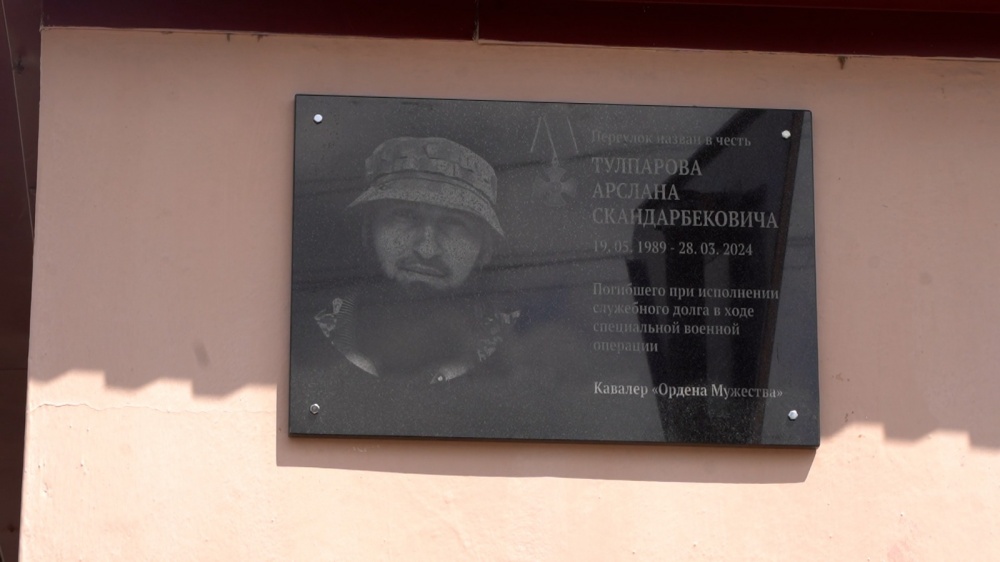 Переулок назван в честь
ТУЛПАРОВА
АРСЛАНА
СКАНДАРБЕКОВИЧА
19. 05. 1989 - 28. 03. 2024
Погибшего при исполнении
служебного долга в ходе
специальной военной
операции
Кавалер «Ордена Мужества»